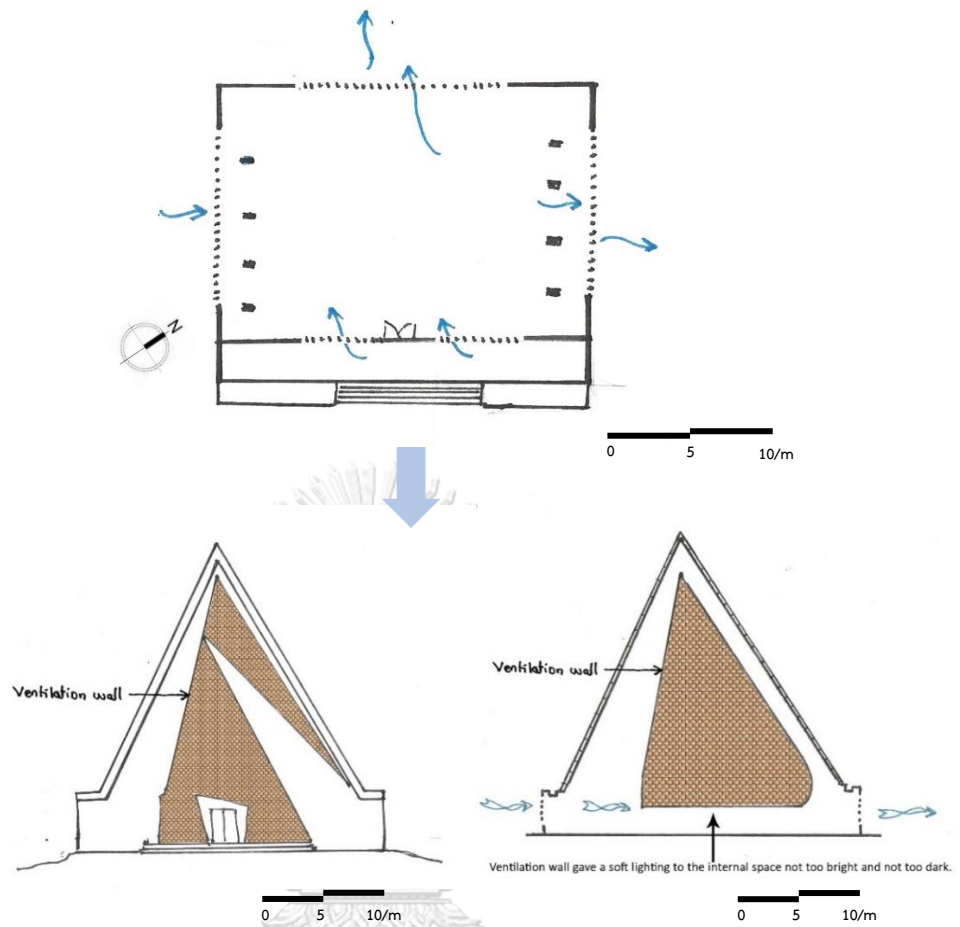 N
0 5 10/m
Ventilation wall
Ventilation wall
Ventilation wall gave a soft lighting to the internal space not too bright and not too dark.
0 5 10/m
0 5 10/m